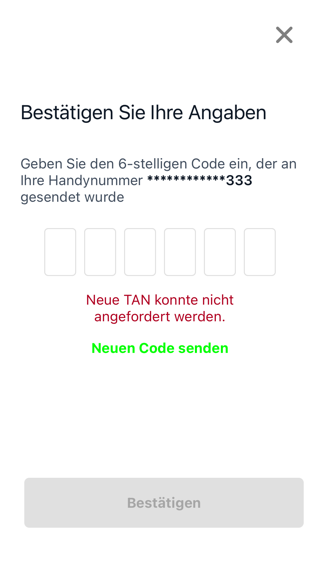 Bestätigen Sie Ihre Angaben
Geben Sie den 6-stelligen Code ein, der an
Ihre Handynummer ************333
gesendet wurde
Neue TAN konnte nicht
angefordert werden.
Neuen Code senden
Bestätigen